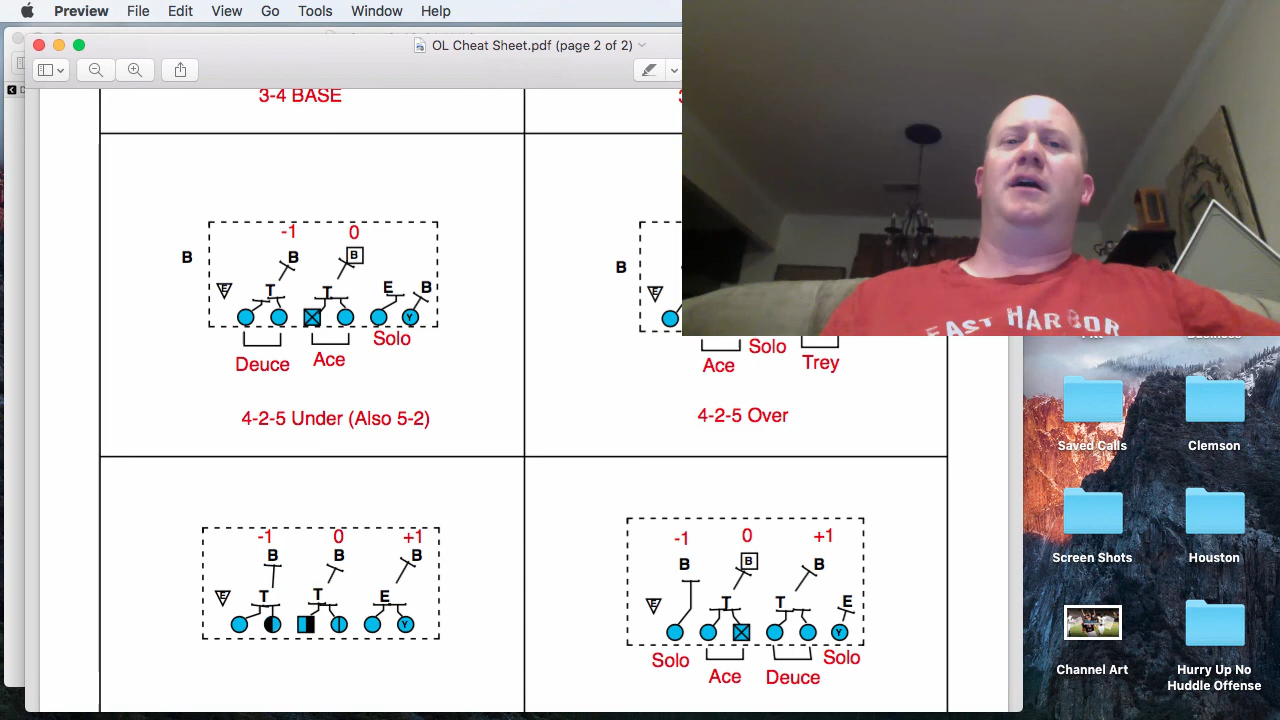 Preview File Edit View Go Tools Window Help
OL Cheat Sheet.pdf (page 2 of 2)
3-4 BASE
-1 0
B B B
E T T E B
Y
Deuce Ace Solo
4-2-5 Under (Also 5-2)
B
E
Ace Solo Trey
4-2-5 Over
-1 0 +1
B B B
E T T E
Y
-1 0 +1
B B B
E T T E
Y
Solo Ace Deuce Solo
EAST HARBOR
Saved Calls
Clemson
Screen Shots
Houston
Channel Art
Hurry Up No
Huddle Offense